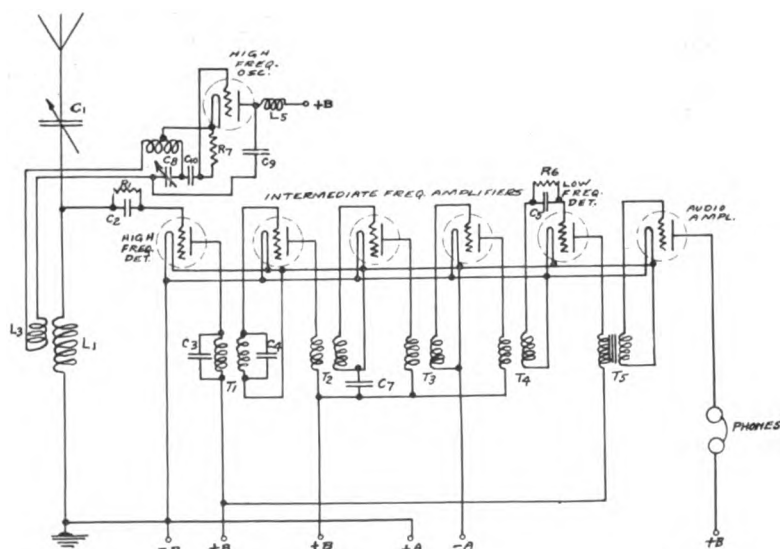 HIGH
FREQ.
OSC.
C1
L5
+B
C8
C10
R7
C9
R6
INTERMEDIATE FREQ. AMPLIFIERS
LOW
FREQ.
DET.
C5
AUDIO
AMPL.
C2
HIGH
FREQ.
DET.
L3
L1
C3
T1
C4
T2
C7
T3
T4
T5
PHONES
+B
+B
+A
-A
+B